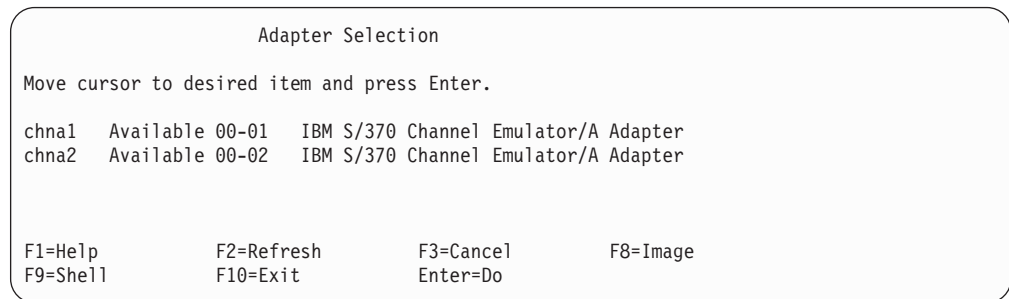 Adapter Selection
Move cursor to desired item and press Enter.
chna1 Available 00-01 IBM S/370 Channel Emulator/A Adapter
chna2 Available 00-02 IBM S/370 Channel Emulator/A Adapter
F1=Help F2=Refresh F3=Cancel F8=Image
F9=Shell F10=Exit Enter=Do